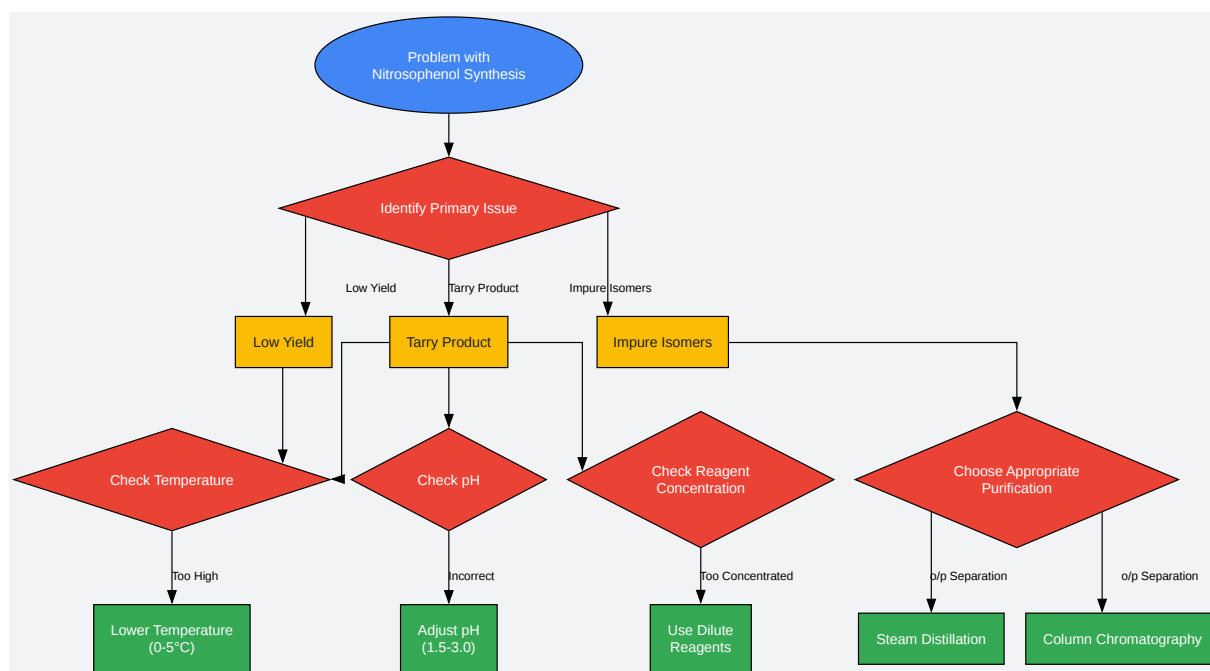 Problem with
Nitrosophenol Synthesis
Identify Primary Issue
Low Yield
Tarry Product
Impure Isomers
Low Yield
Tarry Product
Impure Isomers
Check Temperature
Check pH
Check Reagent
Concentration
Choose Appropriate
Purification
Too High
Incorrect
Too Concentrated
o/p Separation
o/p Separation
Lower Temperature
(0-5°C)
Adjust pH
(1.5-3.0)
Use Dilute
Reagents
Steam Distillation
Column Chromatography